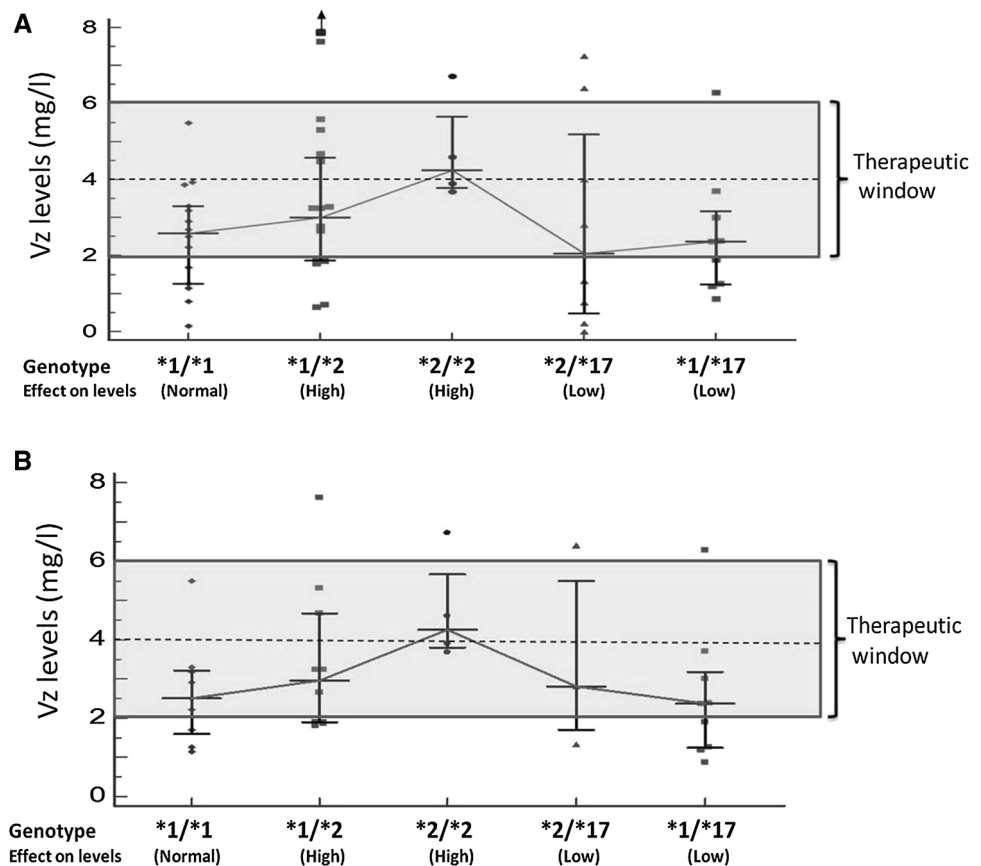 A
Vz levels (mg/l)
8
6
4
2
0
Therapeutic
window
Genotype *1/*1 *1/*2 *2/*2 *2/*17 *1/*17
Effect on levels (Normal) (High) (High) (Low) (Low)
B
Vz levels (mg/l)
8
6
4
2
0
Therapeutic
window
Genotype *1/*1 *1/*2 *2/*2 *2/*17 *1/*17
Effect on levels (Normal) (High) (High) (Low) (Low)